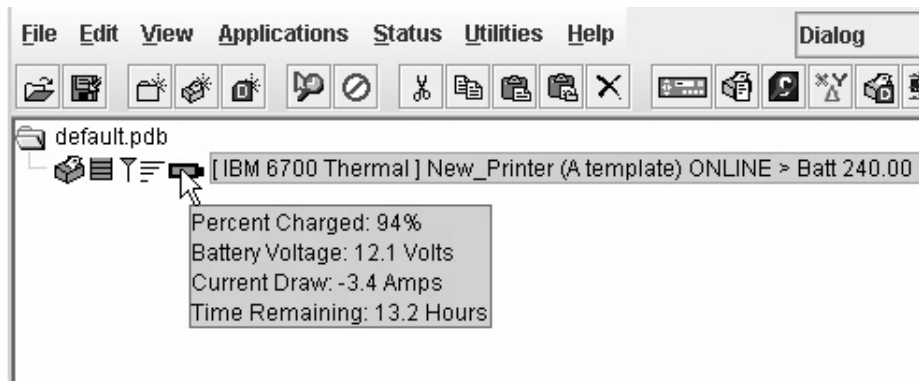 File Edit View Applications Status Utilities Help Dialog
default.pdb
[ IBM 6700 Thermal ] New_Printer (A template) ONLINE > Batt 240.00
Percent Charged: 94%
Battery Voltage: 12.1 Volts
Current Draw: -3.4 Amps
Time Remaining: 13.2 Hours